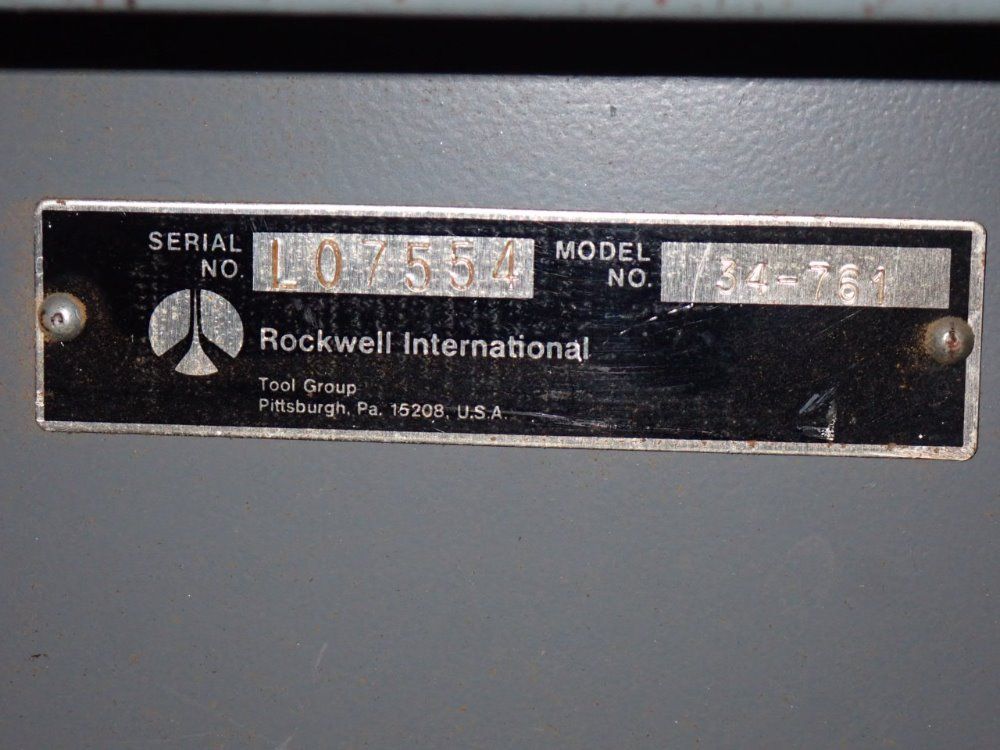 SERIAL NO. L07554 MODEL NO. 34-761
Rockwell International
Tool Group
Pittsburgh, Pa. 15208, U.S.A.